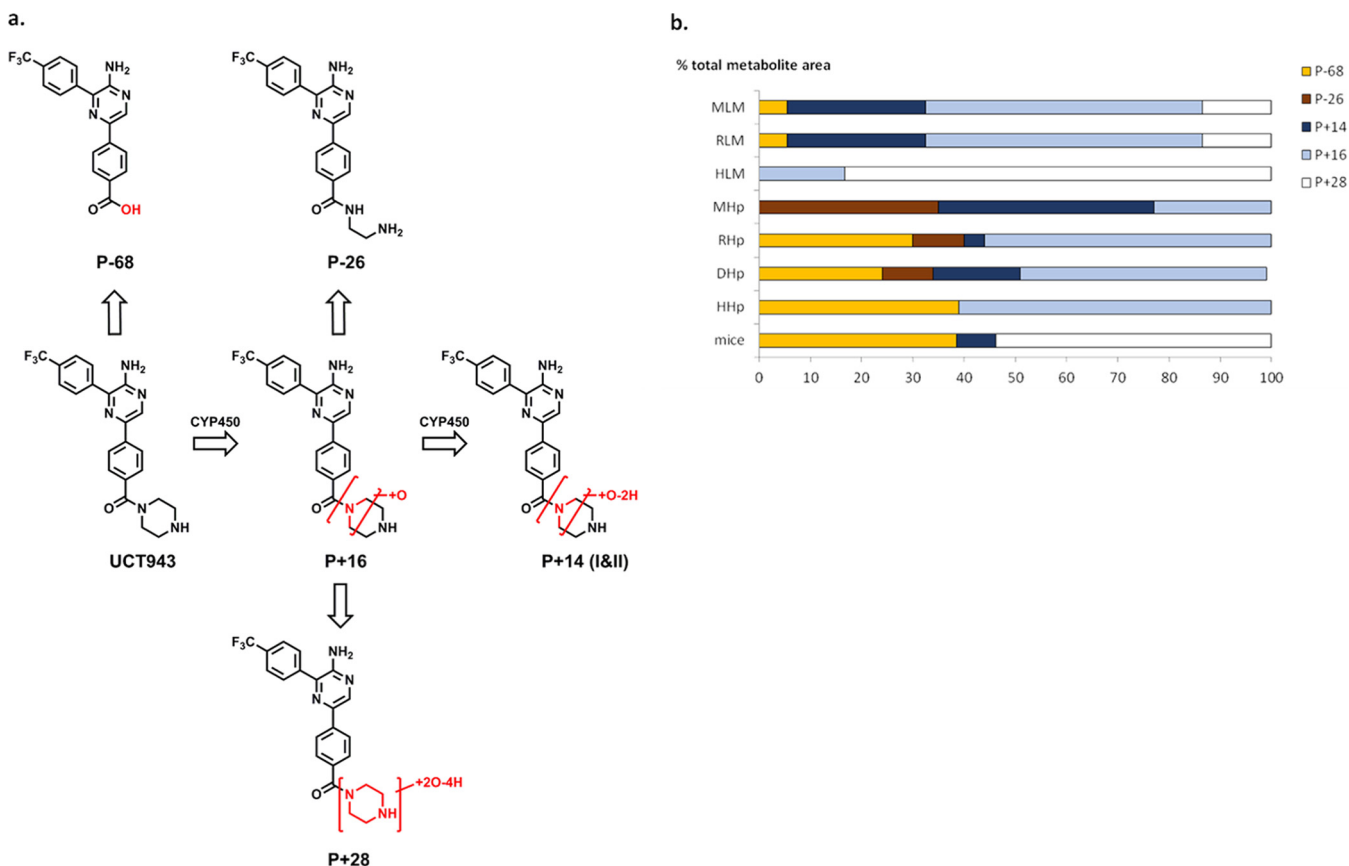 a.
F₃C
NH₂
N
N
O
OH
P-68
F₃C
NH₂
N
N
O
NH
NH₂
P-26
F₃C
NH₂
N
N
O
N
NH
UCT943
CYP450
F₃C
NH₂
N
N
O
N
NH
+O
P+16
CYP450
F₃C
NH₂
N
N
O
N
NH
+O-2H
P+14 (I&II)
F₃C
NH₂
N
N
O
N
NH
+2O-4H
P+28
b.
% total metabolite area
MLM
RLM
HLM
MHp
RHp
DHp
HHp
mice
0 10 20 30 40 50 60 70 80 90 100
P-68
P-26
P+14
P+16
P+28